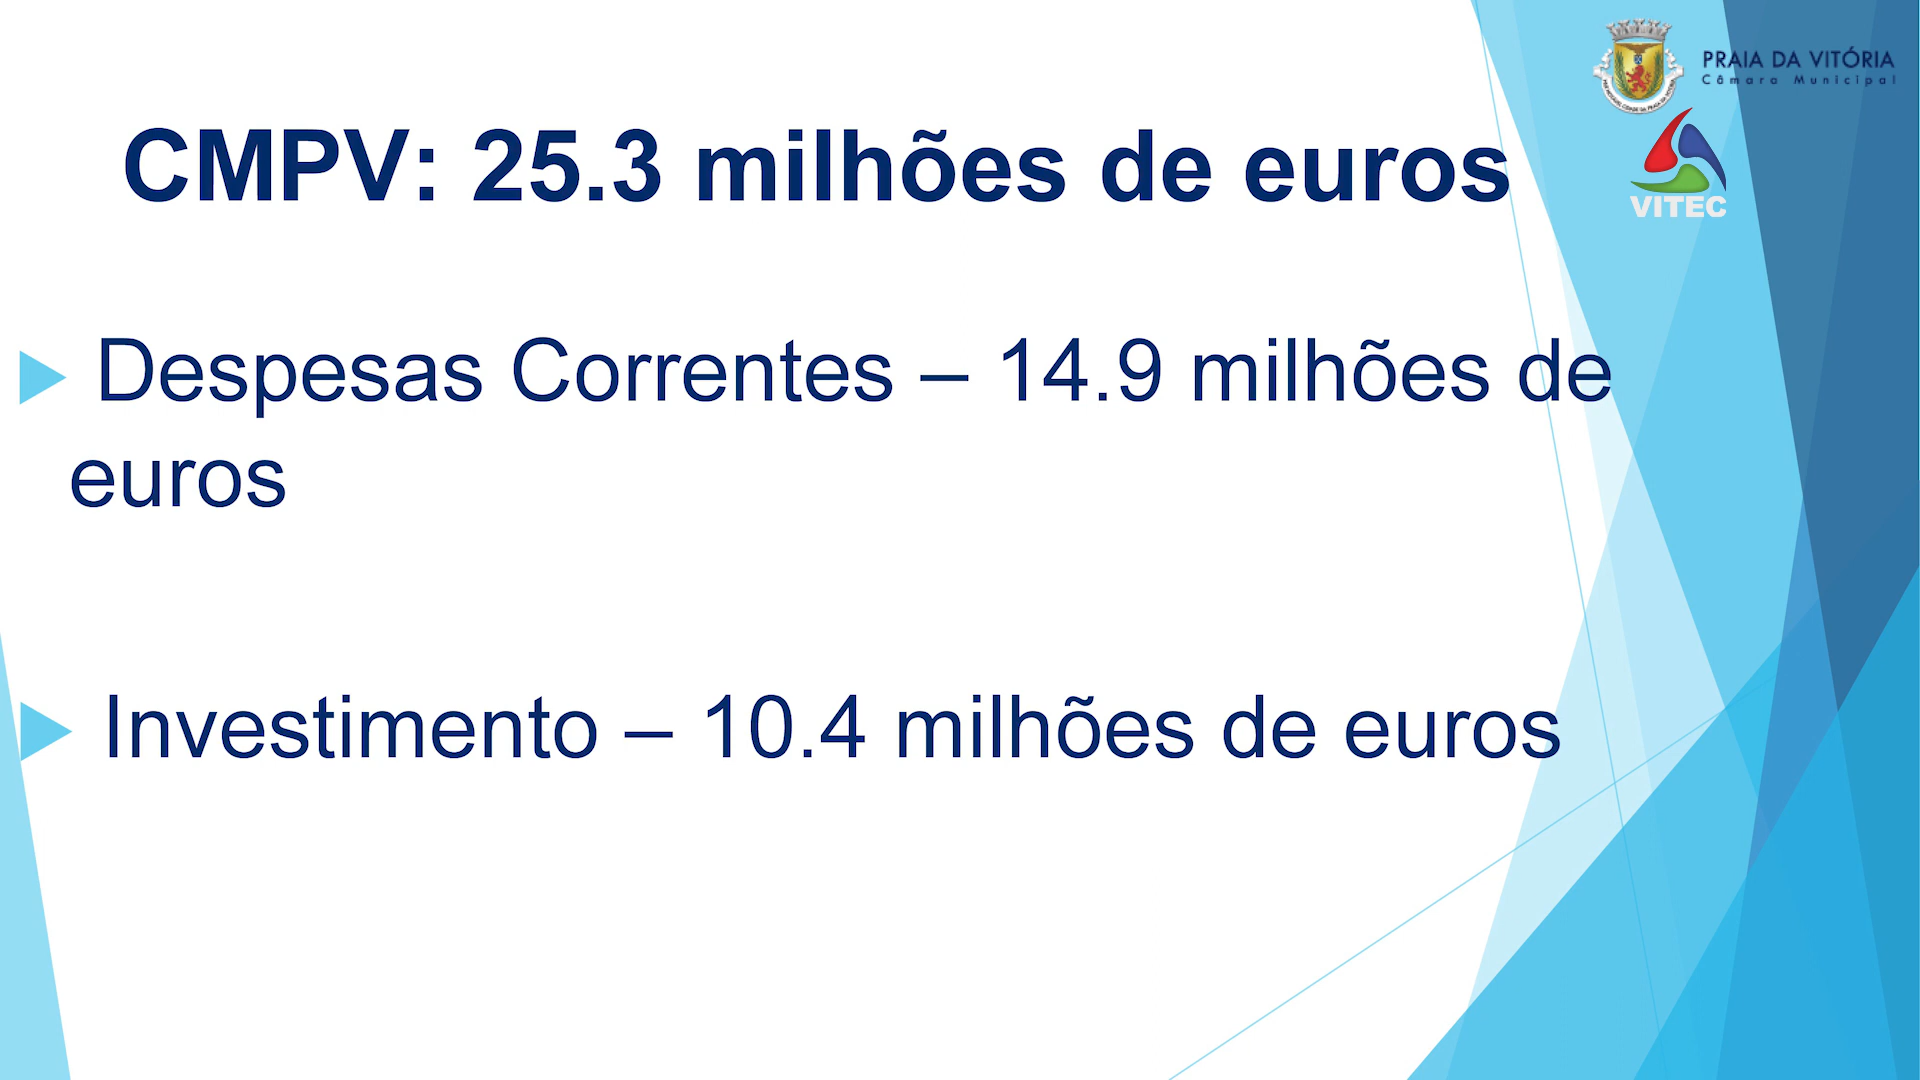 PRAIA DA VITÓRIA
Câmara Municipal
CMPV: 25.3 milhões de euros
VITEC
Despesas Correntes – 14.9 milhões de
euros
Investimento – 10.4 milhões de euros